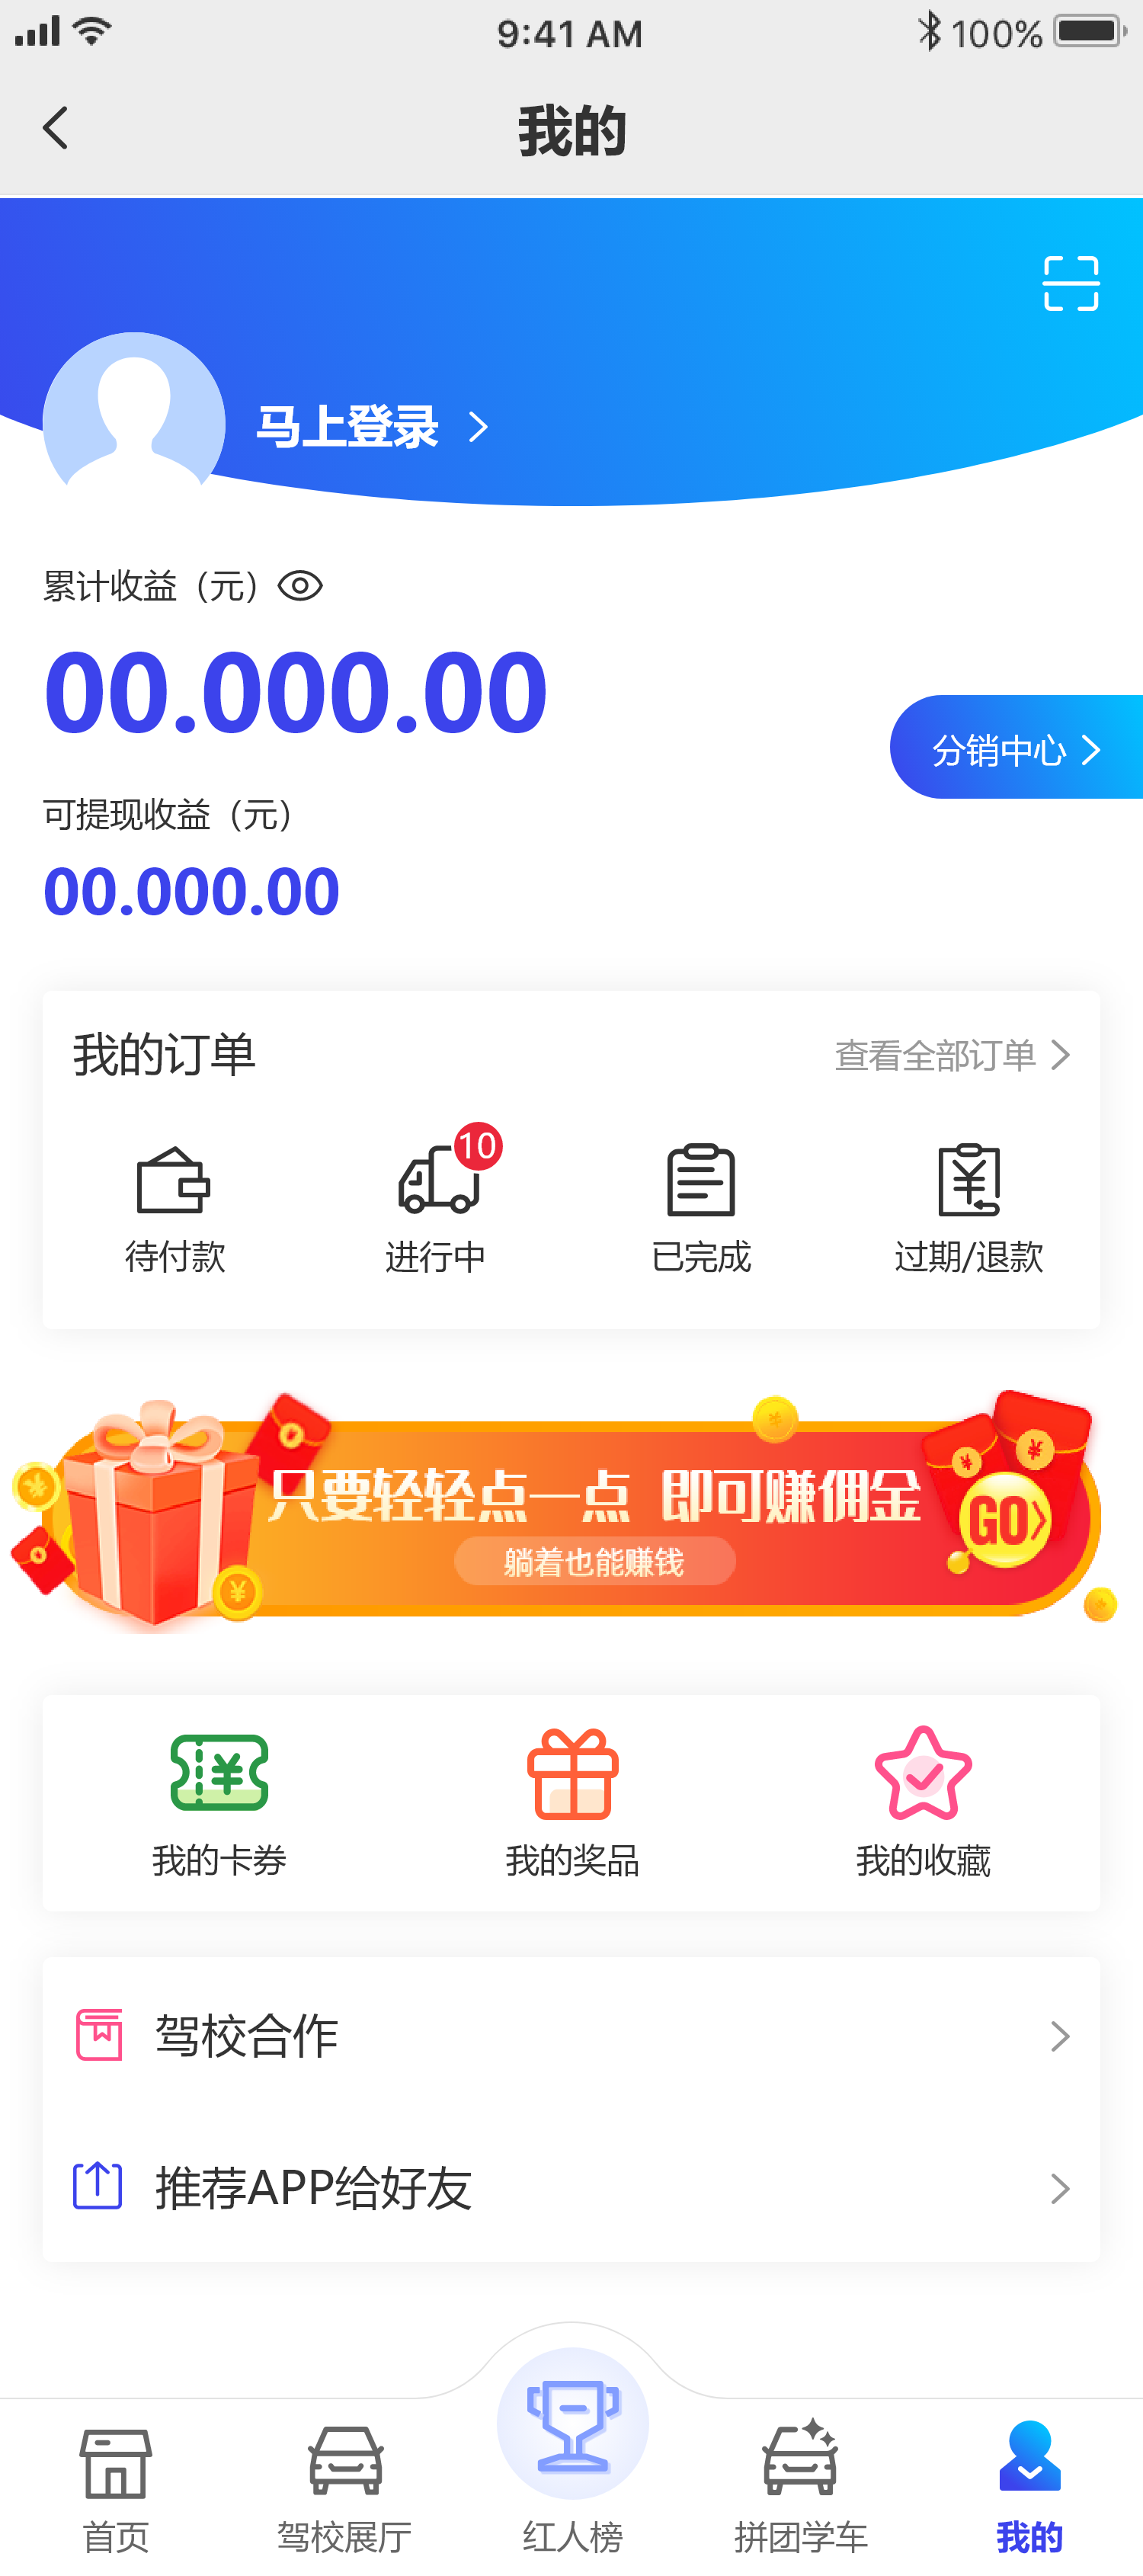 9:41 AM 100%
我的
马上登录
累计收益（元）
00.000.00
分销中心
可提现收益（元）
00.000.00
我的订单 查看全部订单
10
待付款 进行中 已完成 过期/退款
只要轻轻点一点 即可赚佣金
GO
躺着也能赚钱
我的卡券 我的奖品 我的收藏
驾校合作
推荐APP给好友
首页 驾校展厅 红人榜 拼团学车 我的